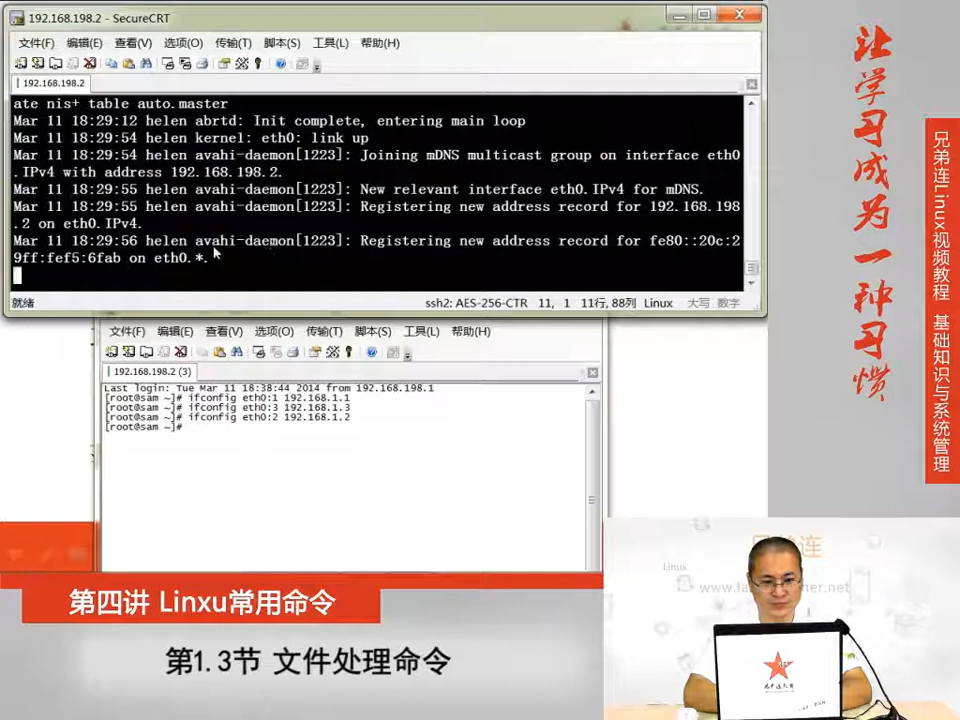 192.168.198.2 - SecureCRT
文件(F) 编辑(E) 查看(V) 选项(O) 传输(T) 脚本(S) 工具(L) 帮助(H)
192.168.198.2
ate nis+ table auto.master
Mar 11 18:29:12 helen abrtd: Init complete, entering main loop
Mar 11 18:29:54 helen kernel: eth0: link up
Mar 11 18:29:54 helen avahi-daemon[1223]: Joining mDNS multicast group on interface eth0
.IPv4 with address 192.168.198.2.
Mar 11 18:29:55 helen avahi-daemon[1223]: New relevant interface eth0.IPv4 for mDNS.
Mar 11 18:29:55 helen avahi-daemon[1223]: Registering new address record for 192.168.198
.2 on eth0.IPv4.
Mar 11 18:29:56 helen avahi-daemon[1223]: Registering new address record for fe80::20c:2
9ff:fef5:6fab on eth0.*.
就绪 ssh2: AES-256-CTR 11, 1 11行, 88列 Linux 大写 数字
文件(F) 编辑(E) 查看(V) 选项(O) 传输(T) 脚本(S) 工具(L) 帮助(H)
192.168.198.2 (3)
Last login: Tue Mar 11 18:38:44 2014 from 192.168.198.1
[root@sam ~]# ifconfig eth0:1 192.168.1.1
[root@sam ~]# ifconfig eth0:3 192.168.1.3
[root@sam ~]# ifconfig eth0:2 192.168.1.2
[root@sam ~]#
让学习成为一种习惯
兄弟连Linux视频教程 基础知识与系统管理
第四讲 Linxu常用命令
第1.3节 文件处理命令
Linux